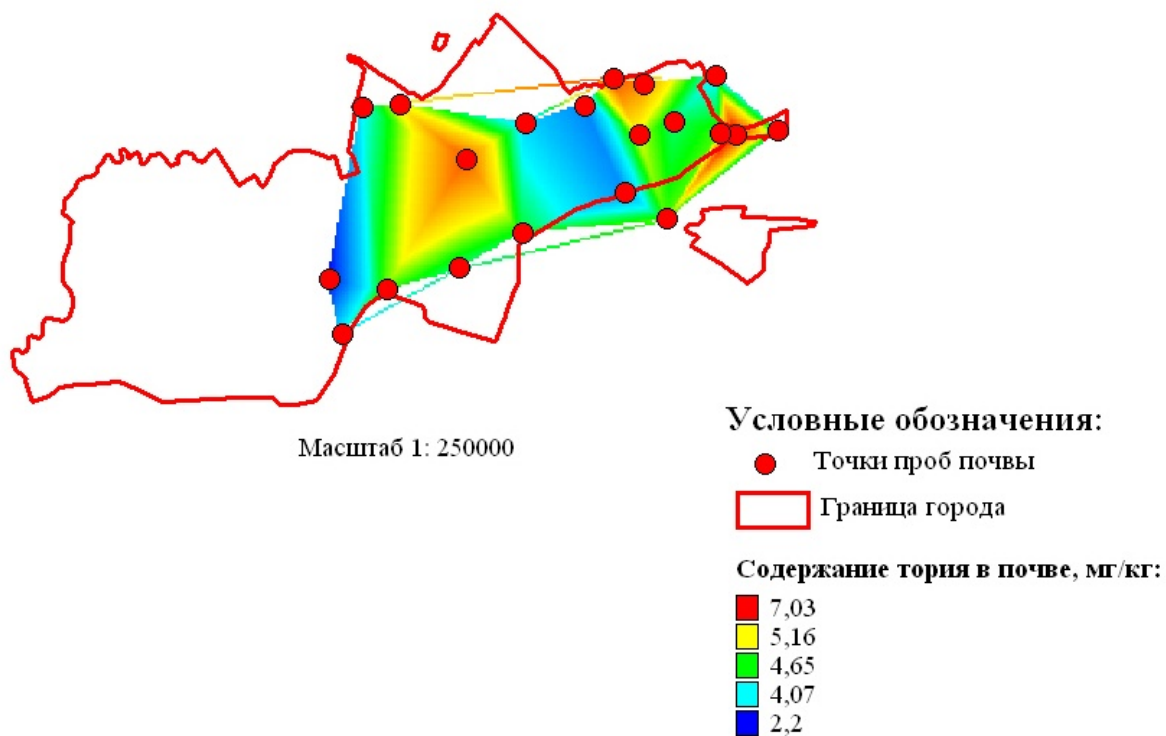 Масштаб 1: 250000
Условные обозначения:
Точки проб почвы
Граница города
Содержание тория в почве, мг/кг:
7,03
5,16
4,65
4,07
2,2